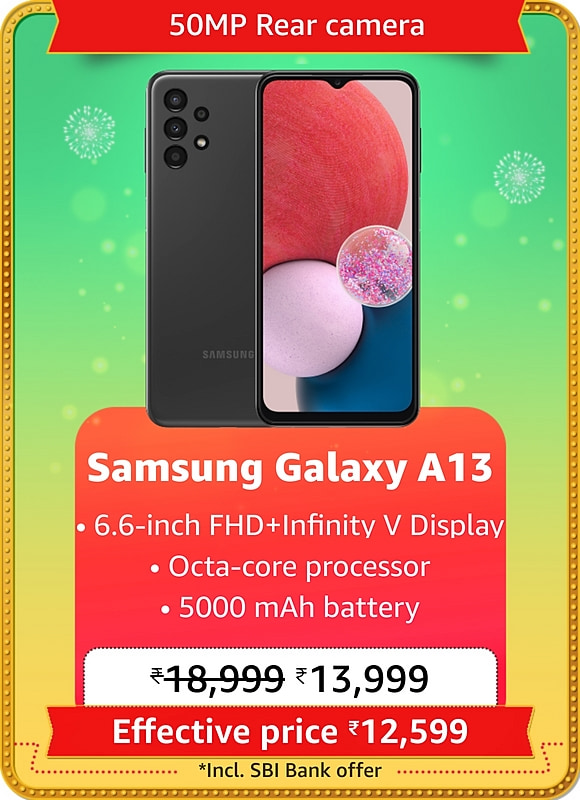 50MP Rear camera
SAMSUNG
Samsung Galaxy A13
• 6.6-inch FHD+Infinity V Display
• Octa-core processor
• 5000 mAh battery
₹18,999 ₹13,999
Effective price ₹12,599
*Incl. SBI Bank offer